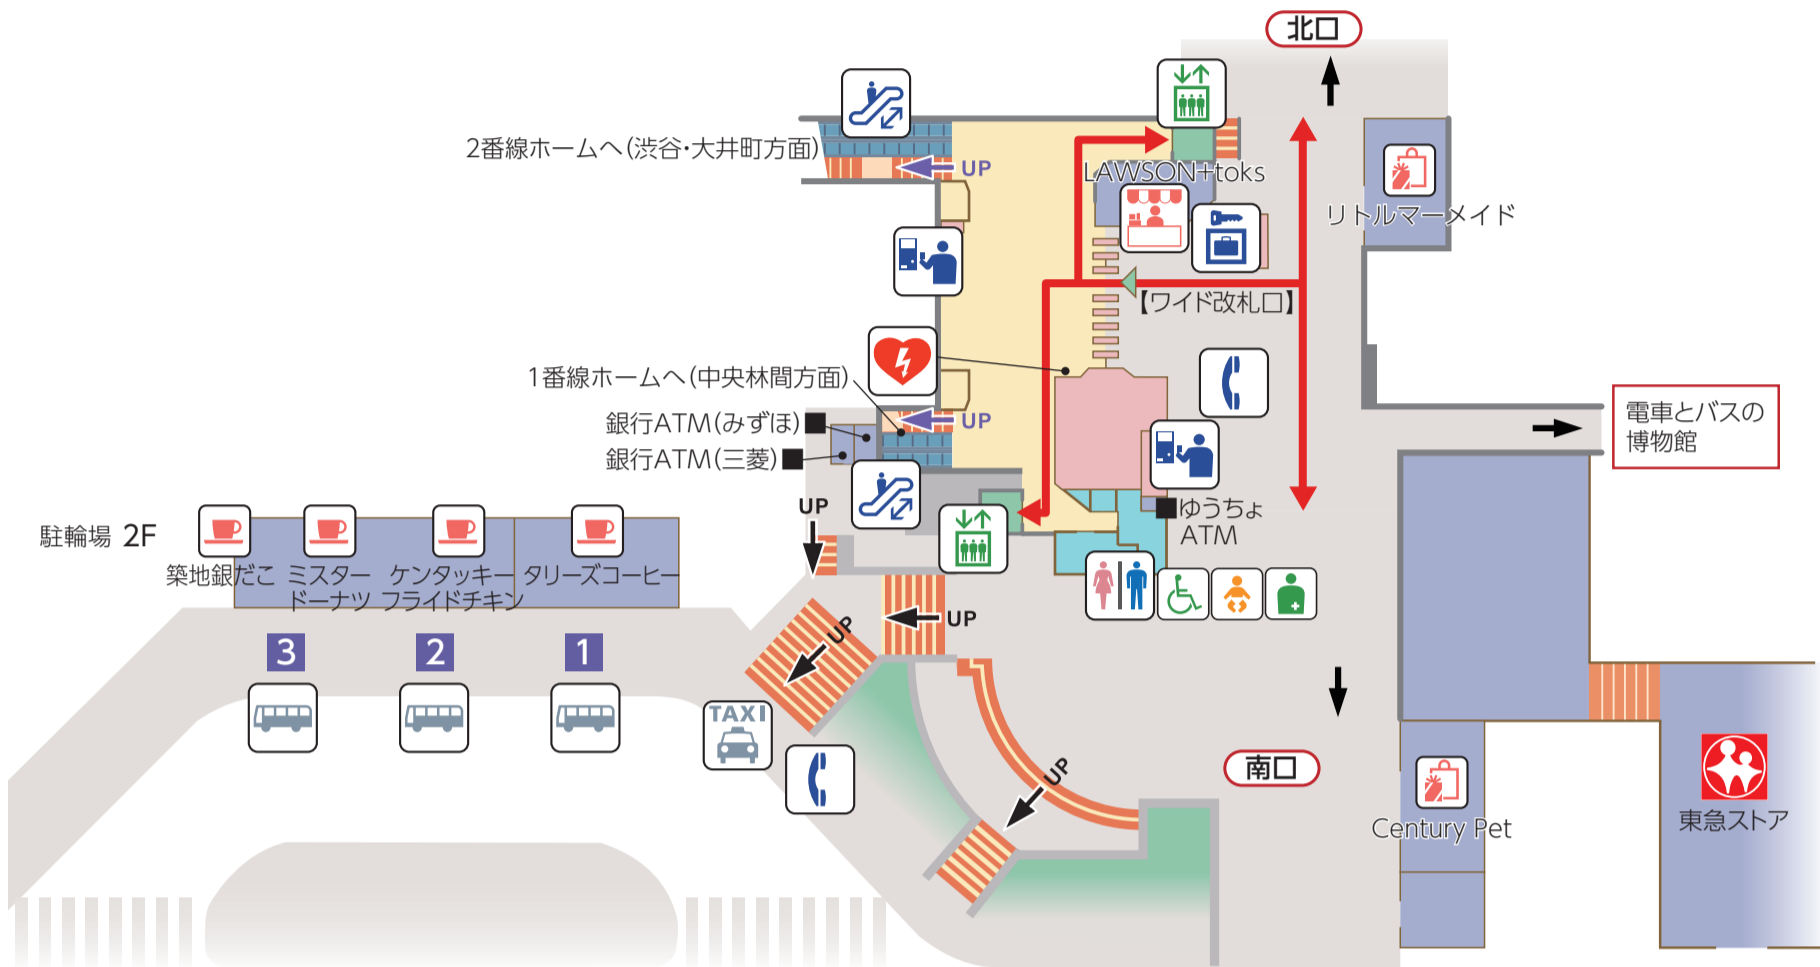 北口
2番線ホームへ(渋谷・大井町方面)
UP
LAWSON+toks
リトルマーメイド
【ワイド改札口】
1番線ホームへ(中央林間方面)
UP
銀行ATM(みずほ)
銀行ATM(三菱)
電車とバスの
博物館
UP
ゆうちょ
ATM
駐輪場 2F
築地銀だこ
ミスター
ドーナツ
ケンタッキー
フライドチキン
タリーズコーヒー
UP
UP
3
2
1
TAXI
UP
南口
Century Pet
東急ストア